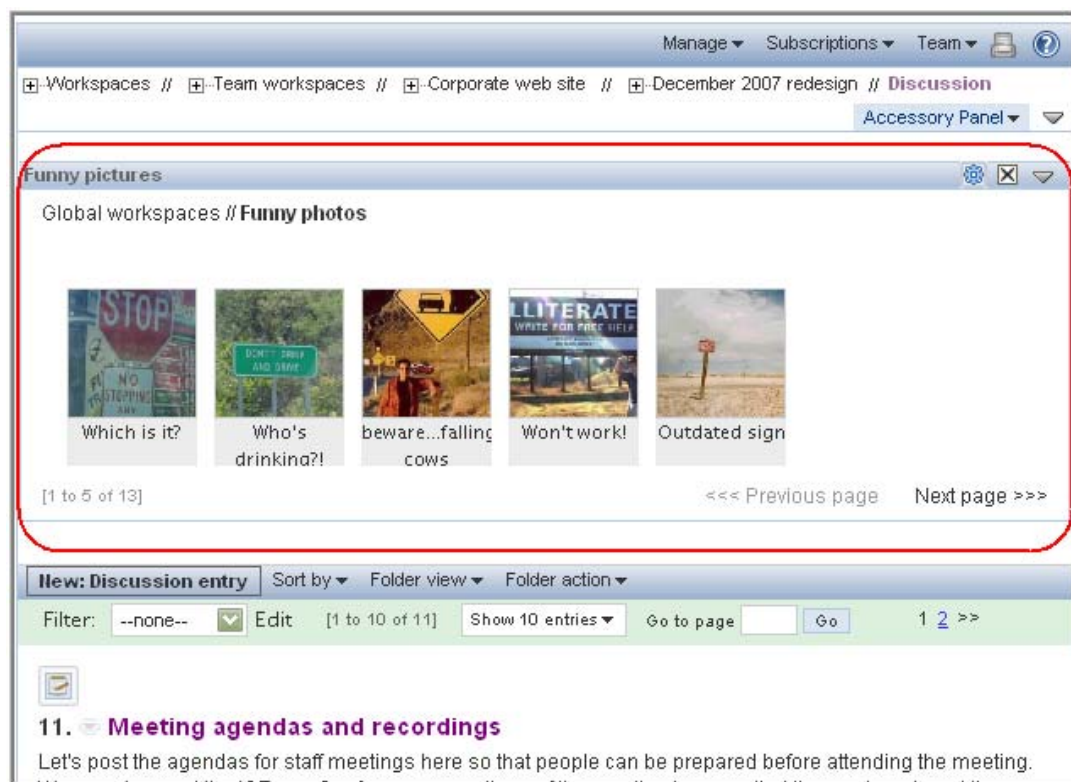 Manage Subscriptions Team
Workspaces // Team workspaces // Corporate web site // December 2007 redesign // Discussion
Accessory Panel
Funny pictures
Global workspaces // Funny photos
STOP
NO
STOPPING
ANY
DON'T DRINK
AND DRIVE
LLITERATE
WRITE FOR FREE HELP
Which is it? Who's drinking?! beware...falling cows Won't work! Outdated sign
[1 to 5 of 13] <<< Previous page Next page >>>
New: Discussion entry Sort by Folder view Folder action
Filter: --none-- Edit [1 to 10 of 11] Show 10 entries Go to page Go 1 2 >>
11. Meeting agendas and recordings
Let's post the agendas for staff meetings here so that people can be prepared before attending the meeting.